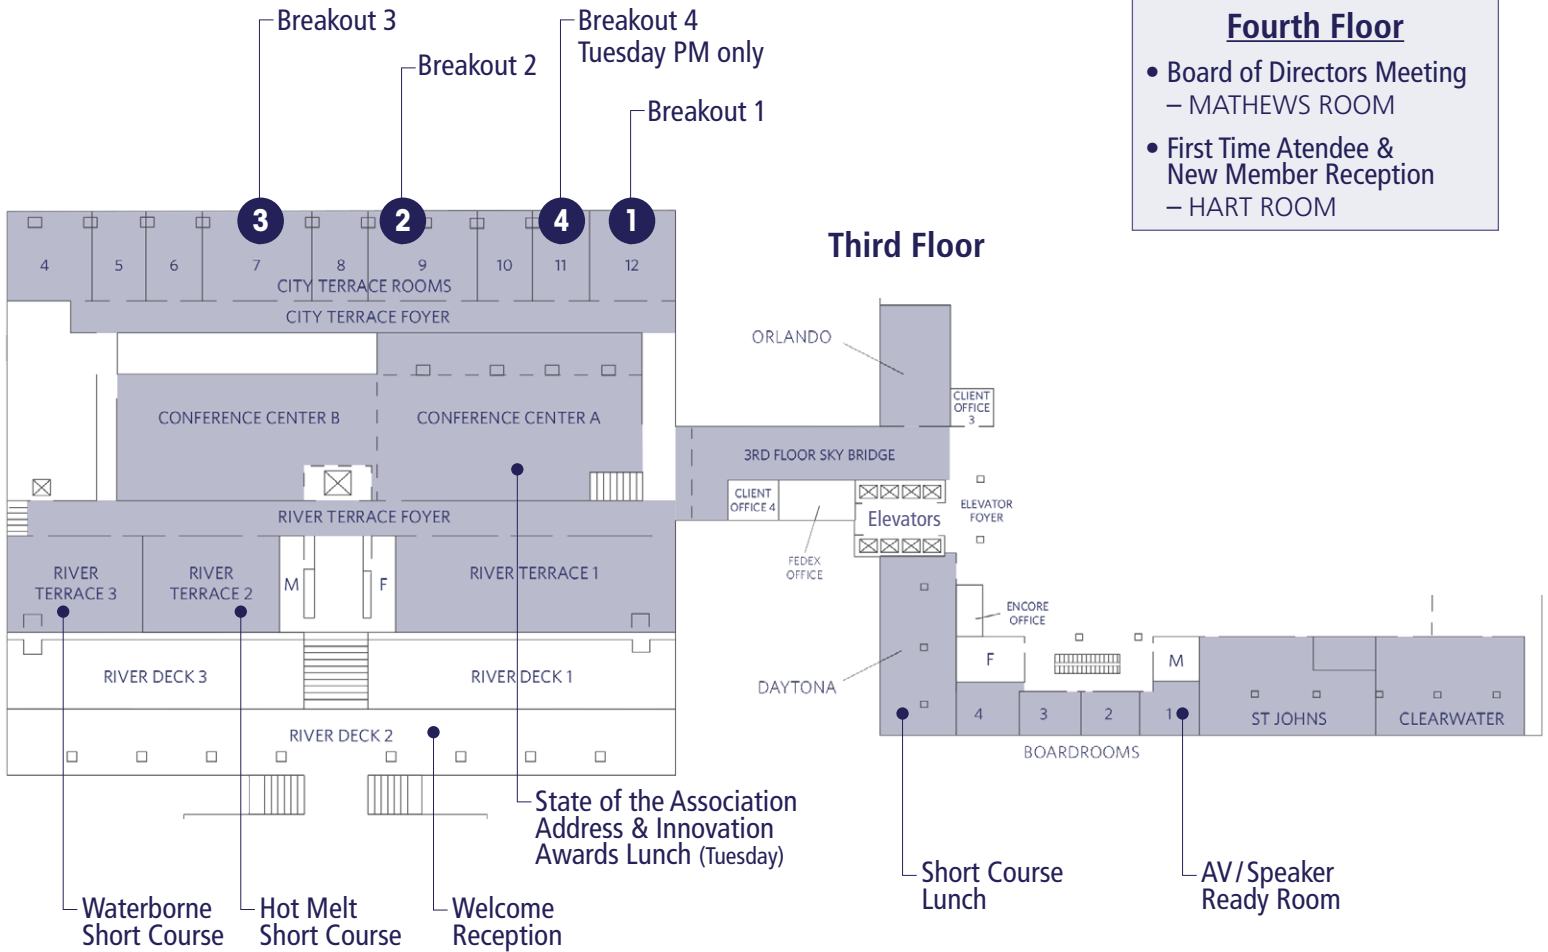 Breakout 3
Breakout 4
Tuesday PM only
Breakout 2
Breakout 1
Fourth Floor
• Board of Directors Meeting
– MATHEWS ROOM
• First Time Atendee &
New Member Reception
– HART ROOM
Third Floor
3
2
4
1
4
5
6
7
8
9
10
11
12
CITY TERRACE ROOMS
CITY TERRACE FOYER
CONFERENCE CENTER B
CONFERENCE CENTER A
RIVER TERRACE FOYER
RIVER
TERRACE 3
RIVER
TERRACE 2
M
F
RIVER TERRACE 1
RIVER DECK 3
RIVER DECK 1
RIVER DECK 2
ORLANDO
CLIENT
OFFICE
3
3RD FLOOR SKY BRIDGE
CLIENT
OFFICE 4
Elevators
ELEVATOR
FOYER
FEDEX
OFFICE
ENCORE
OFFICE
F
M
DAYTONA
4
3
2
1
ST JOHNS
CLEARWATER
BOARDROOMS
State of the Association
Address & Innovation
Awards Lunch (Tuesday)
Short Course
Lunch
AV/Speaker
Ready Room
Waterborne
Short Course
Hot Melt
Short Course
Welcome
Reception